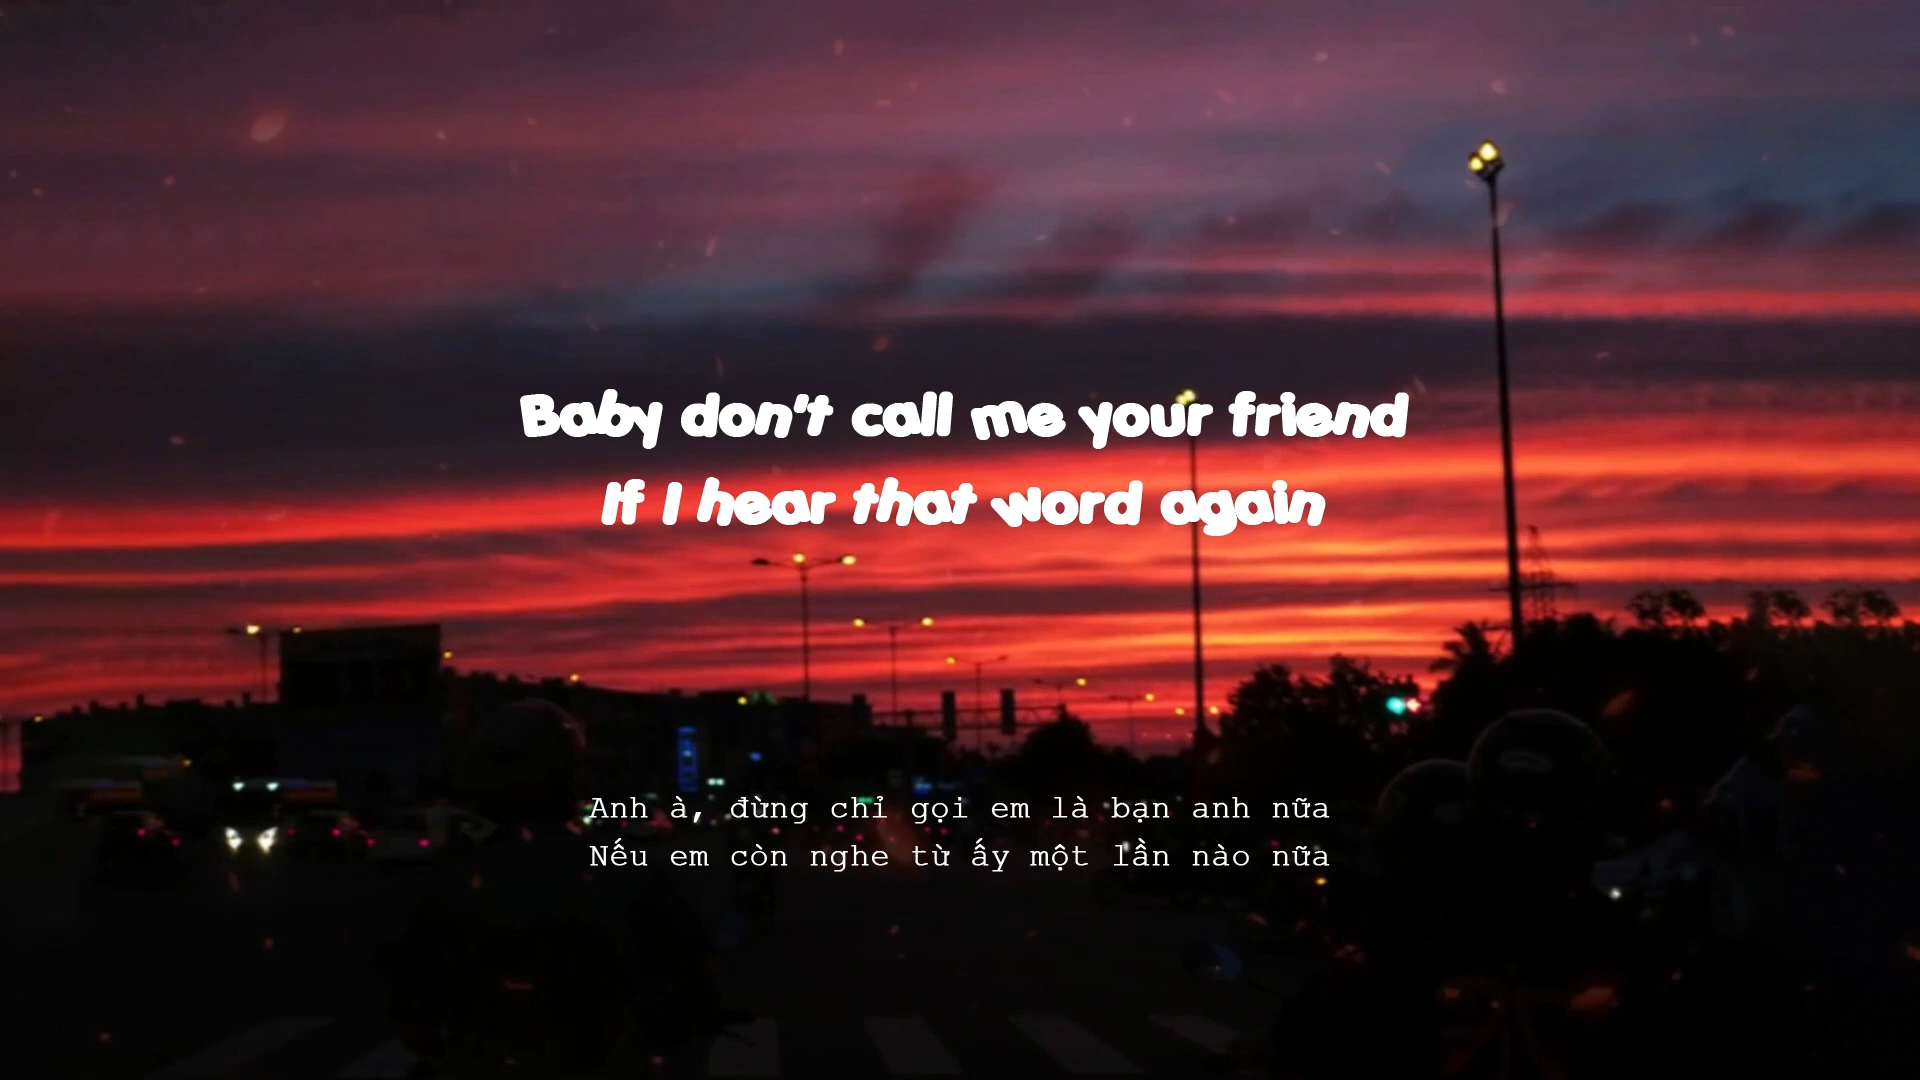 Baby don't call me your friend
If I hear that word again
Anh à, đừng chỉ gọi em là bạn anh nữa
Nếu em còn nghe từ ấy một lần nào nữa